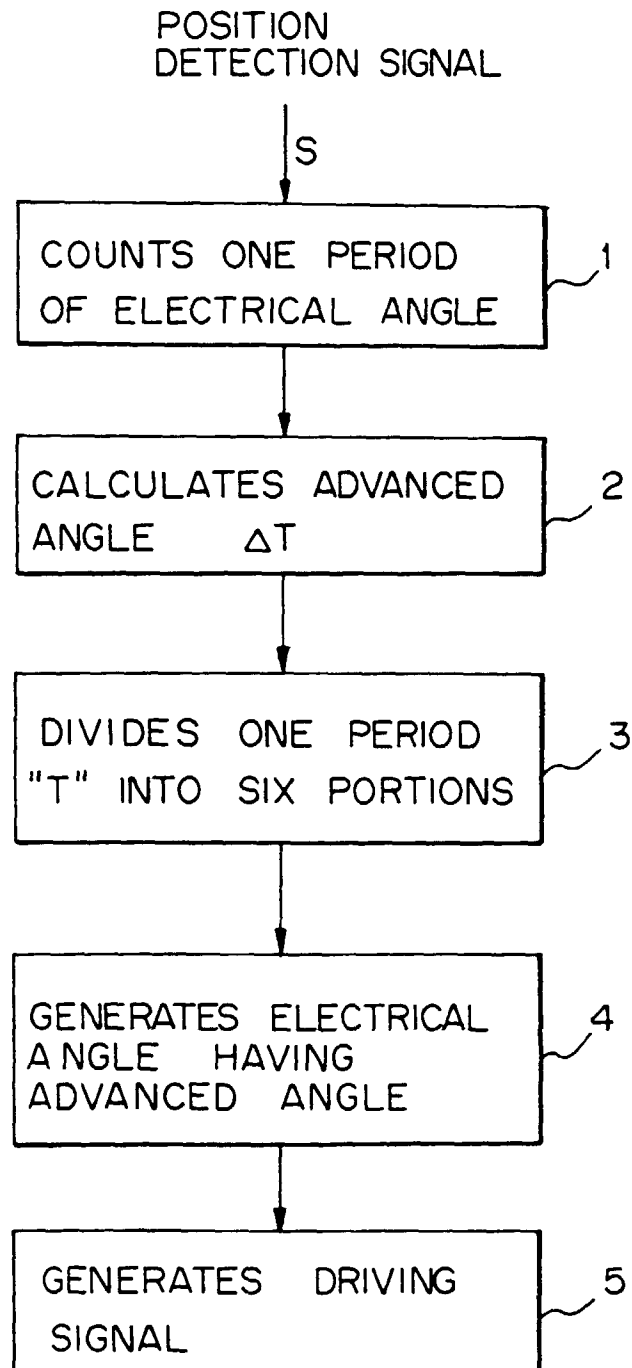 POSITION
DETECTION SIGNAL
S
COUNTS ONE PERIOD
OF ELECTRICAL ANGLE
1
CALCULATES ADVANCED
ANGLE ΔT
2
DIVIDES ONE PERIOD
"T" INTO SIX PORTIONS
3
GENERATES ELECTRICAL
ANGLE HAVING
ADVANCED ANGLE
4
GENERATES DRIVING
SIGNAL
5